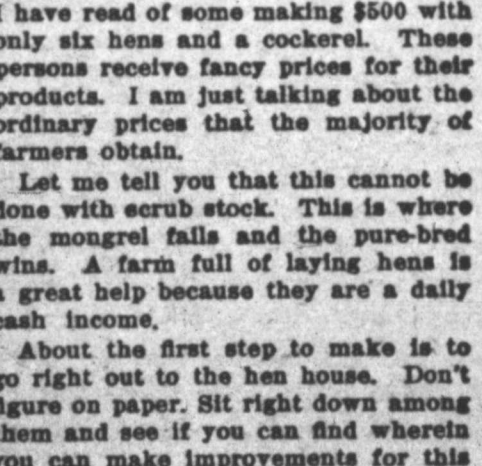 I have read of some making $500 with
only six hens and a cockerel. These
persons receive fancy prices for their
products. I am just talking about the
ordinary prices that the majority of
farmers obtain.
Let me tell you that this cannot be
done with scrub stock. This is where
the mongrel falls and the pure-bred
wins. A farm full of laying hens is
a great help because they are a daily
cash income.
About the first step to make is to
go right out to the hen house. Don't
figure on paper. Sit right down among
them and see if you can find wherein
you can make improvements for this